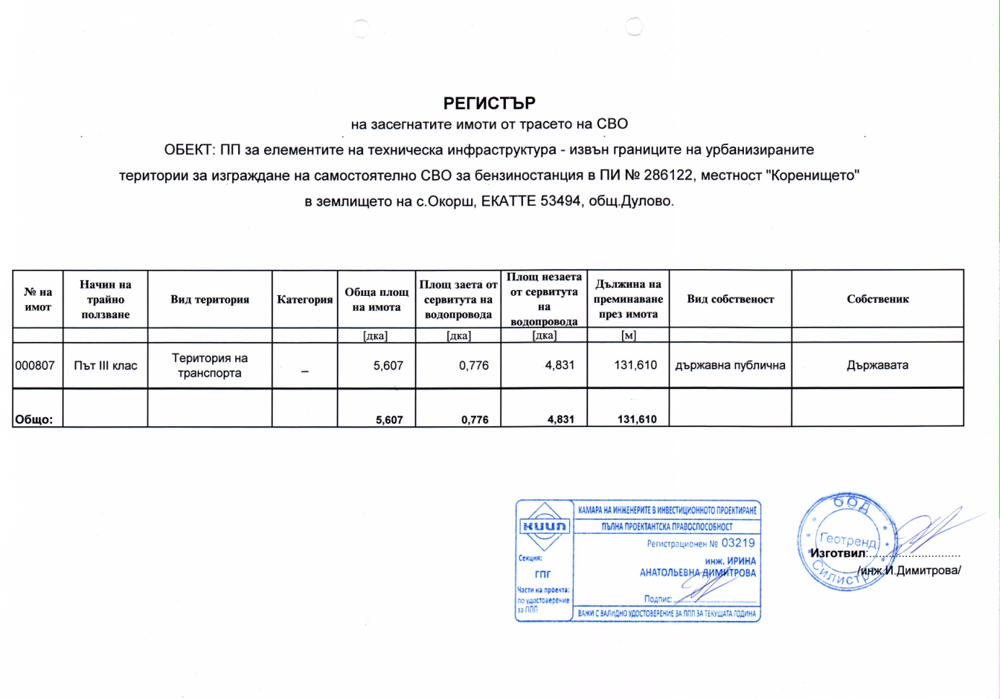 РЕГИСТЪР
на засегнатите имоти от трасето на СВО
ОБЕКТ: ПП за елементите на техническа инфраструктура - извън границите на урбанизираните
територии за изграждане на самостоятелно СВО за бензиностанция в ПИ № 286122, местност "Коренището"
в землището на с.Окорш, ЕКАТТЕ 53494, общ.Дулово.
№ на имот | Начин на трайно ползване | Вид територия | Категория | Обща площ на имота | Площ заета от сервитута на водопровода | Площ незаета от сервитута на водопровода | Дължина на преминаване през имота | Вид собственост | Собственик
[дка] [дка] [дка] [м]
000807 | Път III клас | Територия на транспорта | _ | 5,607 | 0,776 | 4,831 | 131,610 | държавна публична | Държавата
Общо: 5,607 0,776 4,831 131,610
КИИП
Секция:
ГПГ
Части на проекта:
по удостоверение
за ППП
КАМАРА НА ИНЖЕНЕРИТЕ В ИНВЕСТИЦИОННОТО ПРОЕКТИРАНЕ
ПЪЛНА ПРОЕКТАНТСКА ПРАВОСПОСОБНОСТ
Регистрационен № 03219
инж. ИРИНА
АНАТОЛЬЕВНА ДИМИТРОВА
Подпис:
ВАЖИ С ВАЛИДНО УДОСТОВЕРЕНИЕ ЗА ППП ЗА ТЕКУЩАТА ГОДИНА
ООД
Геотренд
Силистра
Изготвил:
/инж.И.Димитрова/